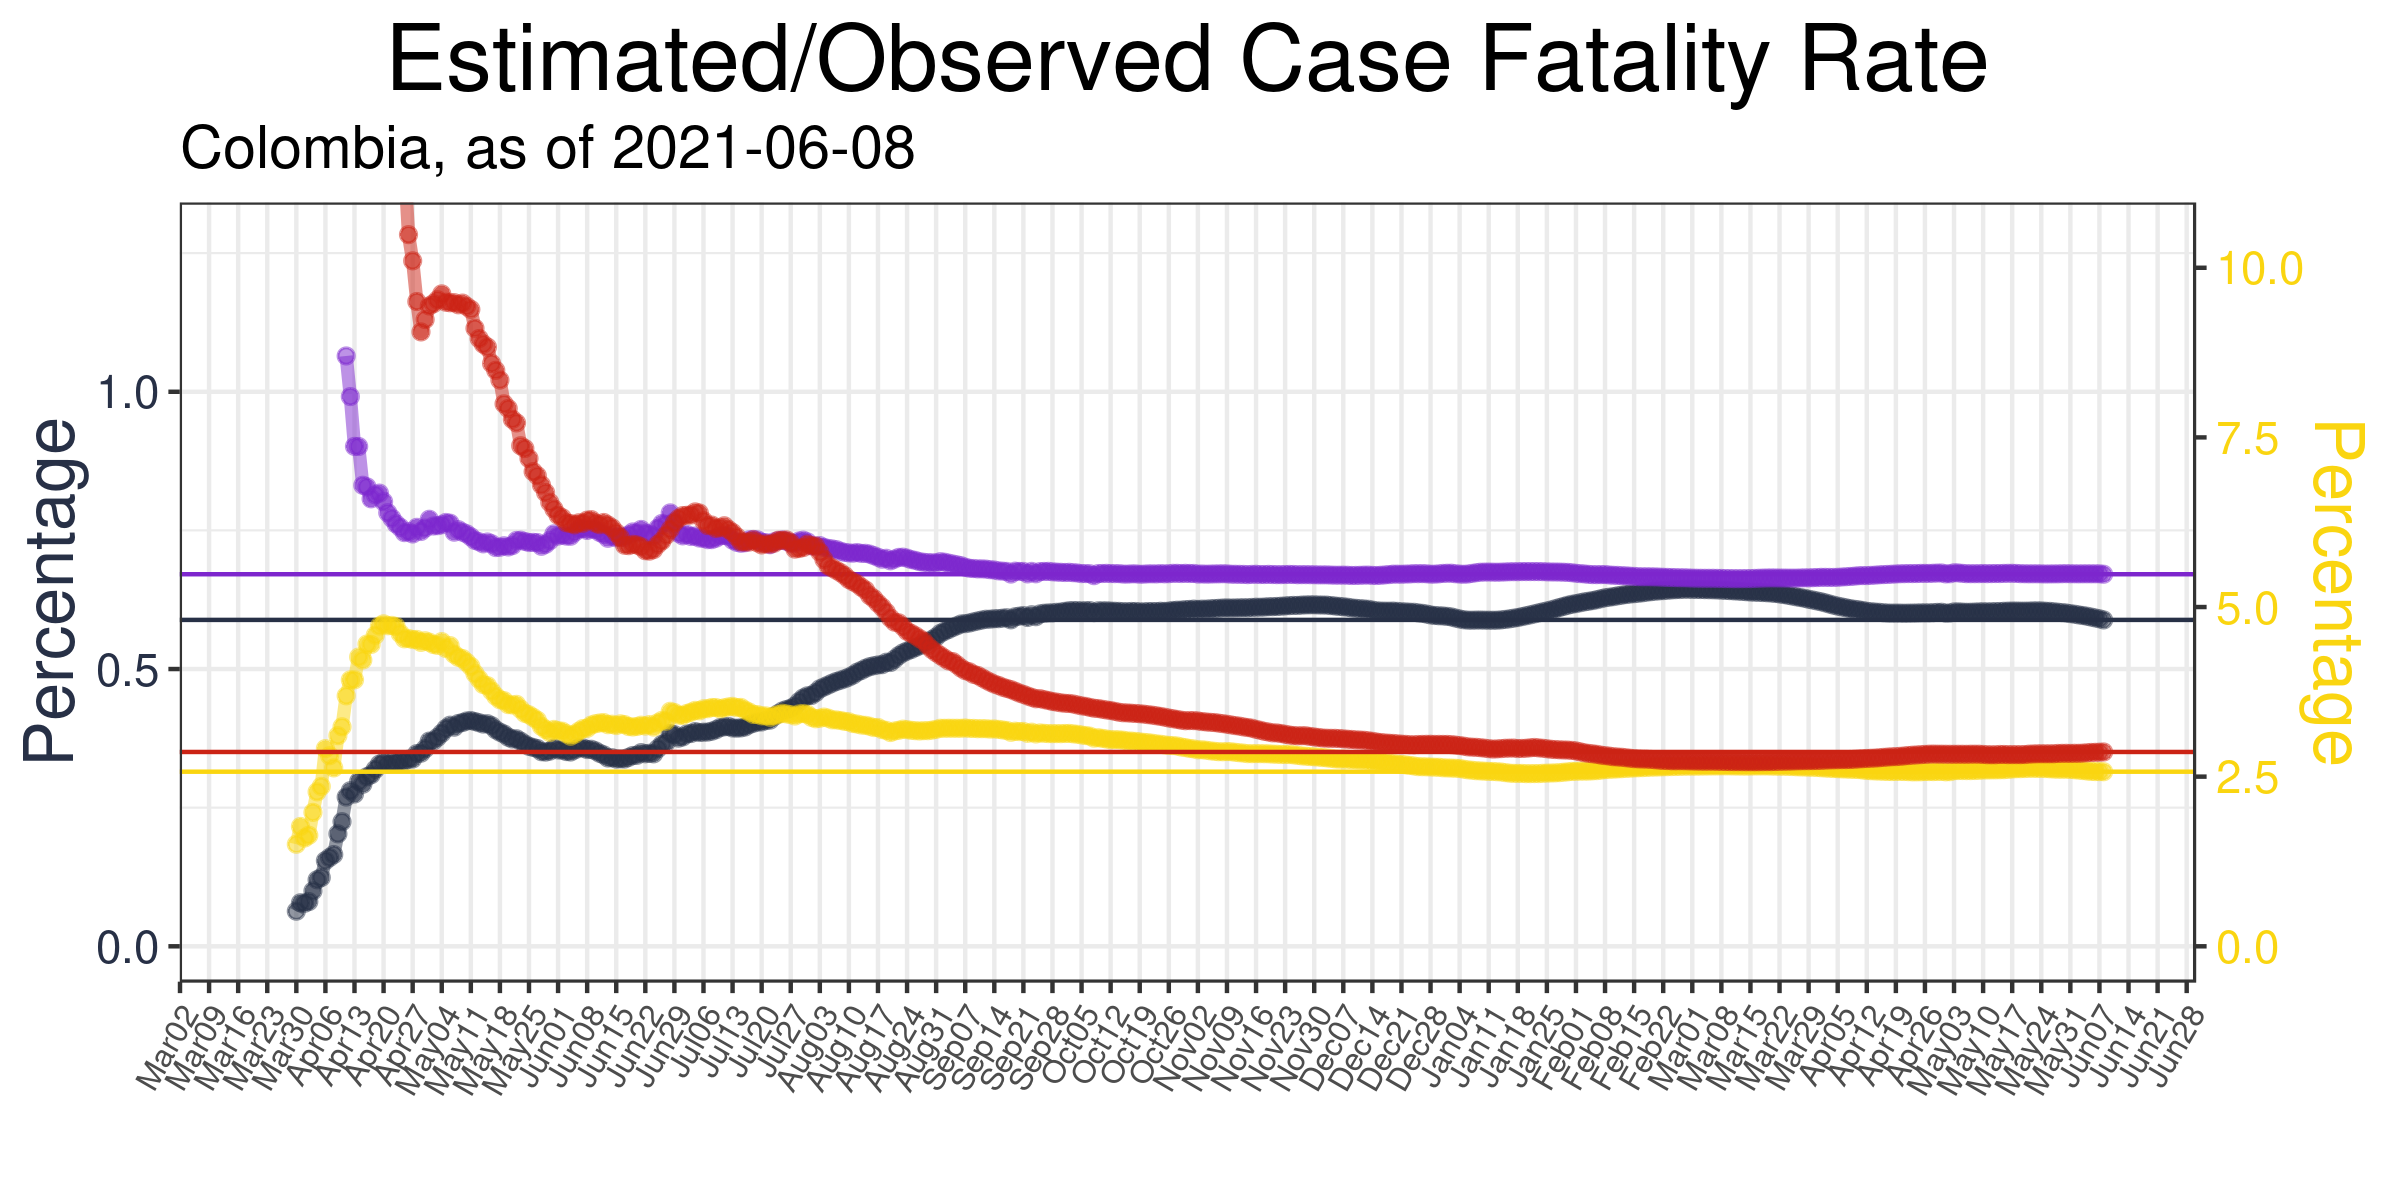 Estimated/Observed Case Fatality Rate
Colombia, as of 2021-06-08
Percentage
1.0
0.5
0.0
10.0
7.5
5.0
2.5
0.0
Percentage
Mar02
Mar09
Mar16
Mar23
Mar30
Apr06
Apr13
Apr20
Apr27
May04
May11
May18
May25
Jun01
Jun08
Jun15
Jun22
Jun29
Jul06
Jul13
Jul20
Jul27
Aug03
Aug10
Aug17
Aug24
Aug31
Sep07
Sep14
Sep21
Sep28
Oct05
Oct12
Oct19
Oct26
Nov02
Nov09
Nov16
Nov23
Nov30
Dec07
Dec14
Dec21
Dec28
Jan04
Jan11
Jan18
Jan25
Feb01
Feb08
Feb15
Feb22
Mar01
Mar08
Mar15
Mar22
Mar29
Apr05
Apr12
Apr19
Apr26
May03
May10
May17
May24
May31
Jun07
Jun14
Jun21
Jun28